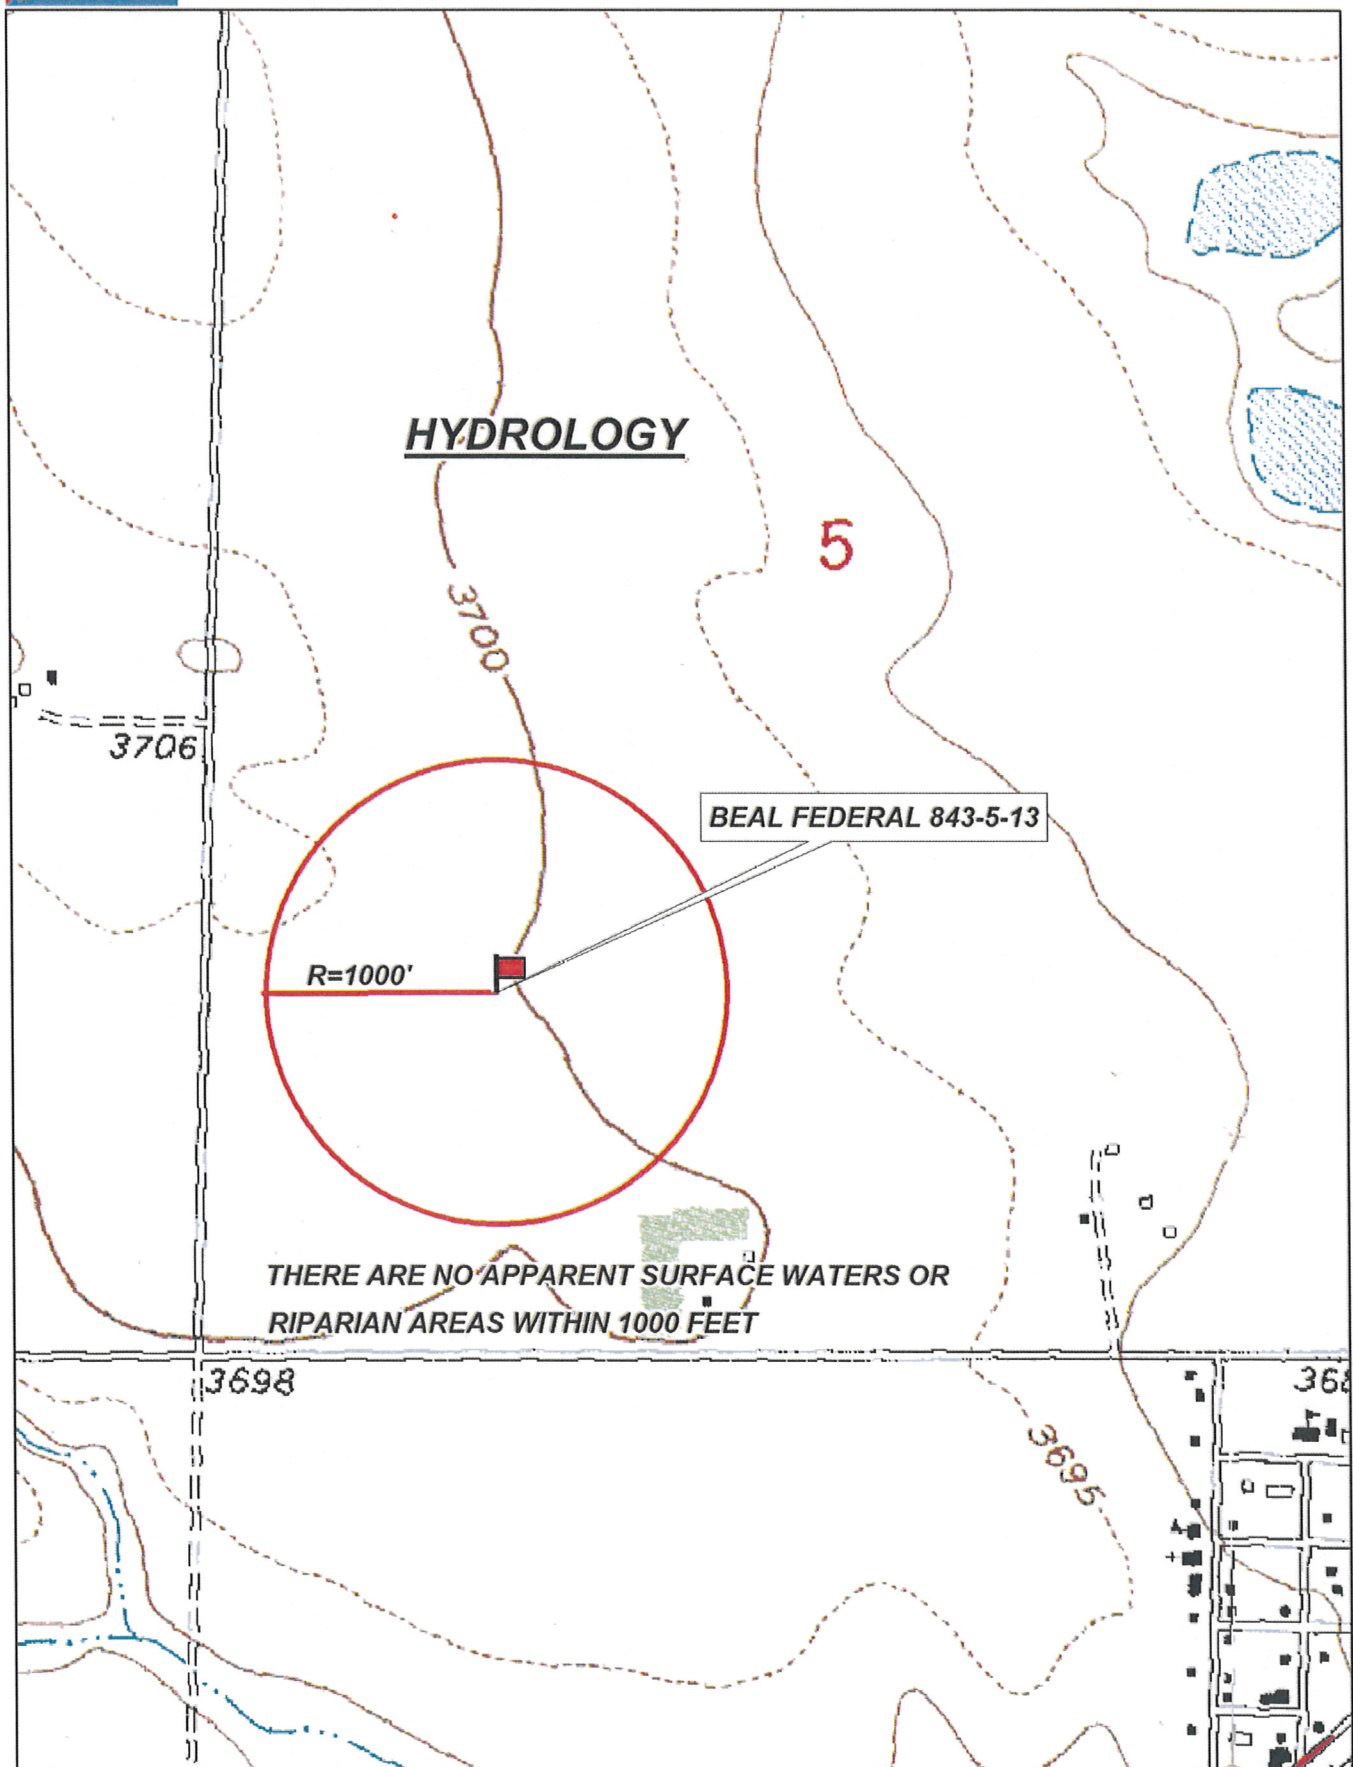 HYDROLOGY
5
3700
3706
BEAL FEDERAL 843-5-13
R=1000'
THERE ARE NO APPARENT SURFACE WATERS OR
RIPARIAN AREAS WITHIN 1000 FEET
3698
3695